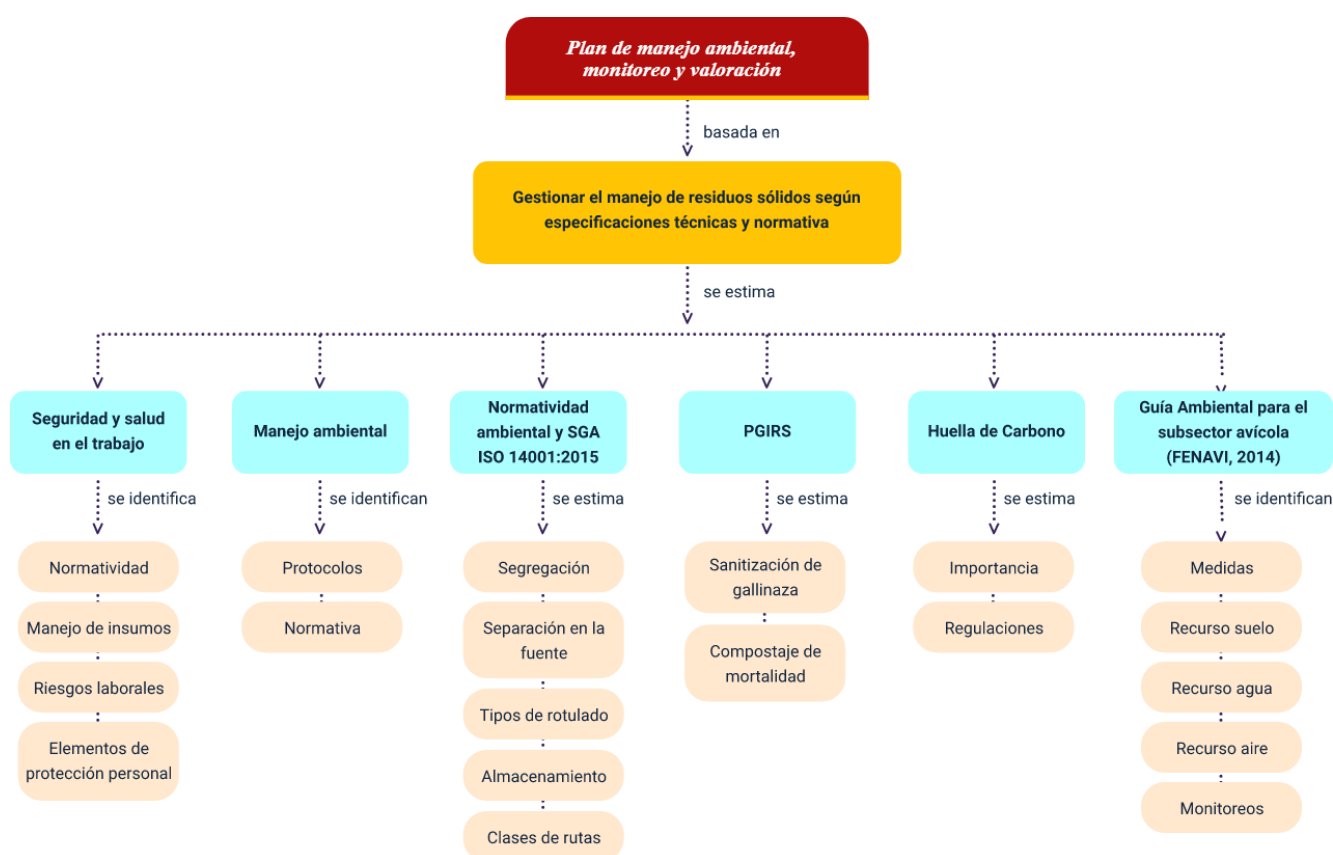 Plan de manejo ambiental,
monitoreo y valoración
basada en
Gestionar el manejo de residuos sólidos según
especificaciones técnicas y normativa
se estima
Seguridad y salud
en el trabajo
se identifica
Normatividad
Manejo de insumos
Riesgos laborales
Elementos de
protección personal
Manejo ambiental
se identifican
Protocolos
Normativa
Normatividad
ambiental y SGA
ISO 14001:2015
se estima
Segregación
Separación en la
fuente
Tipos de rotulado
Almacenamiento
Clases de rutas
PGIRS
se estima
Sanitización de
gallinaza
Compostaje de
mortalidad
Huella de Carbono
se estima
Importancia
Regulaciones
Guía Ambiental para el
subsector avícola
(FENAVI, 2014)
se identifican
Medidas
Recurso suelo
Recurso agua
Recurso aire
Monitoreos